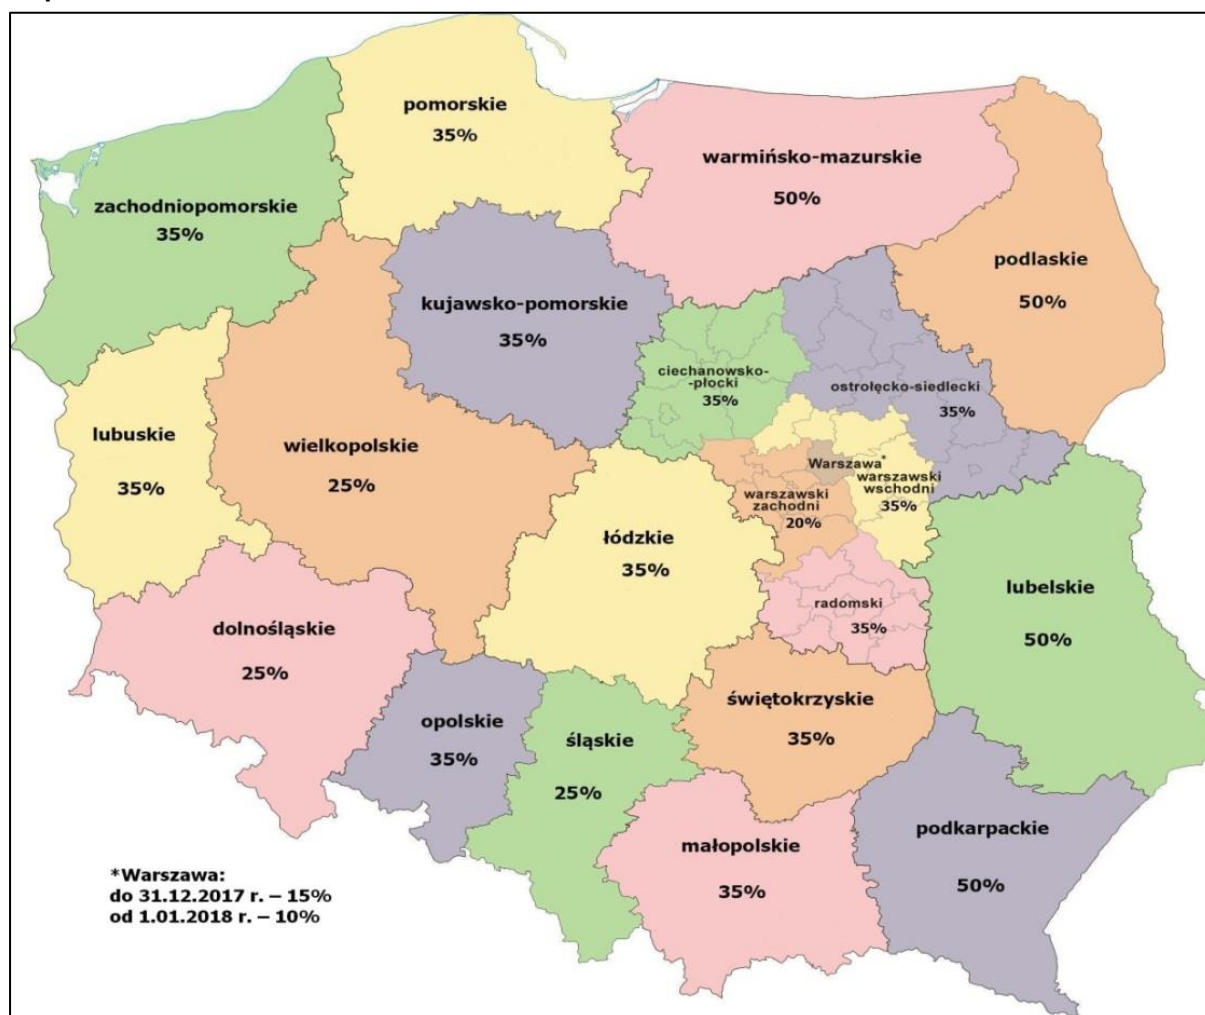 pomorskie
35%
warmińsko-mazurskie
50%
zachodniopomorskie
35%
podlaskie
50%
kujawsko-pomorskie
35%
ciechanowsko-
-płocki
35%
ostrołęcko-siedlecki
35%
lubuskie
35%
wielkopolskie
25%
Warszawa*
warszawski
wschodni
35%
warszawski
zachodni
20%
łódzkie
35%
radomski
35%
lubelskie
50%
dolnośląskie
25%
opolskie
35%
śląskie
25%
świętokrzyskie
35%
małopolskie
35%
podkarpackie
50%
*Warszawa:
do 31.12.2017 r. – 15%
od 1.01.2018 r. – 10%